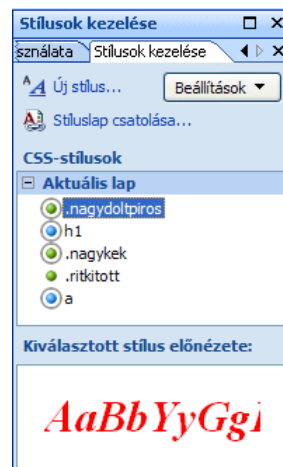 Stílusok kezelése
sználata Stílusok kezelése
Új stílus... Beállítások
Stíluslap csatolása...
CSS-stílusok
Aktuális lap
.nagydoltpiros
h1
.nagykek
.ritkitott
a
Kiválasztott stílus előnézete:
AaBbYyGgl